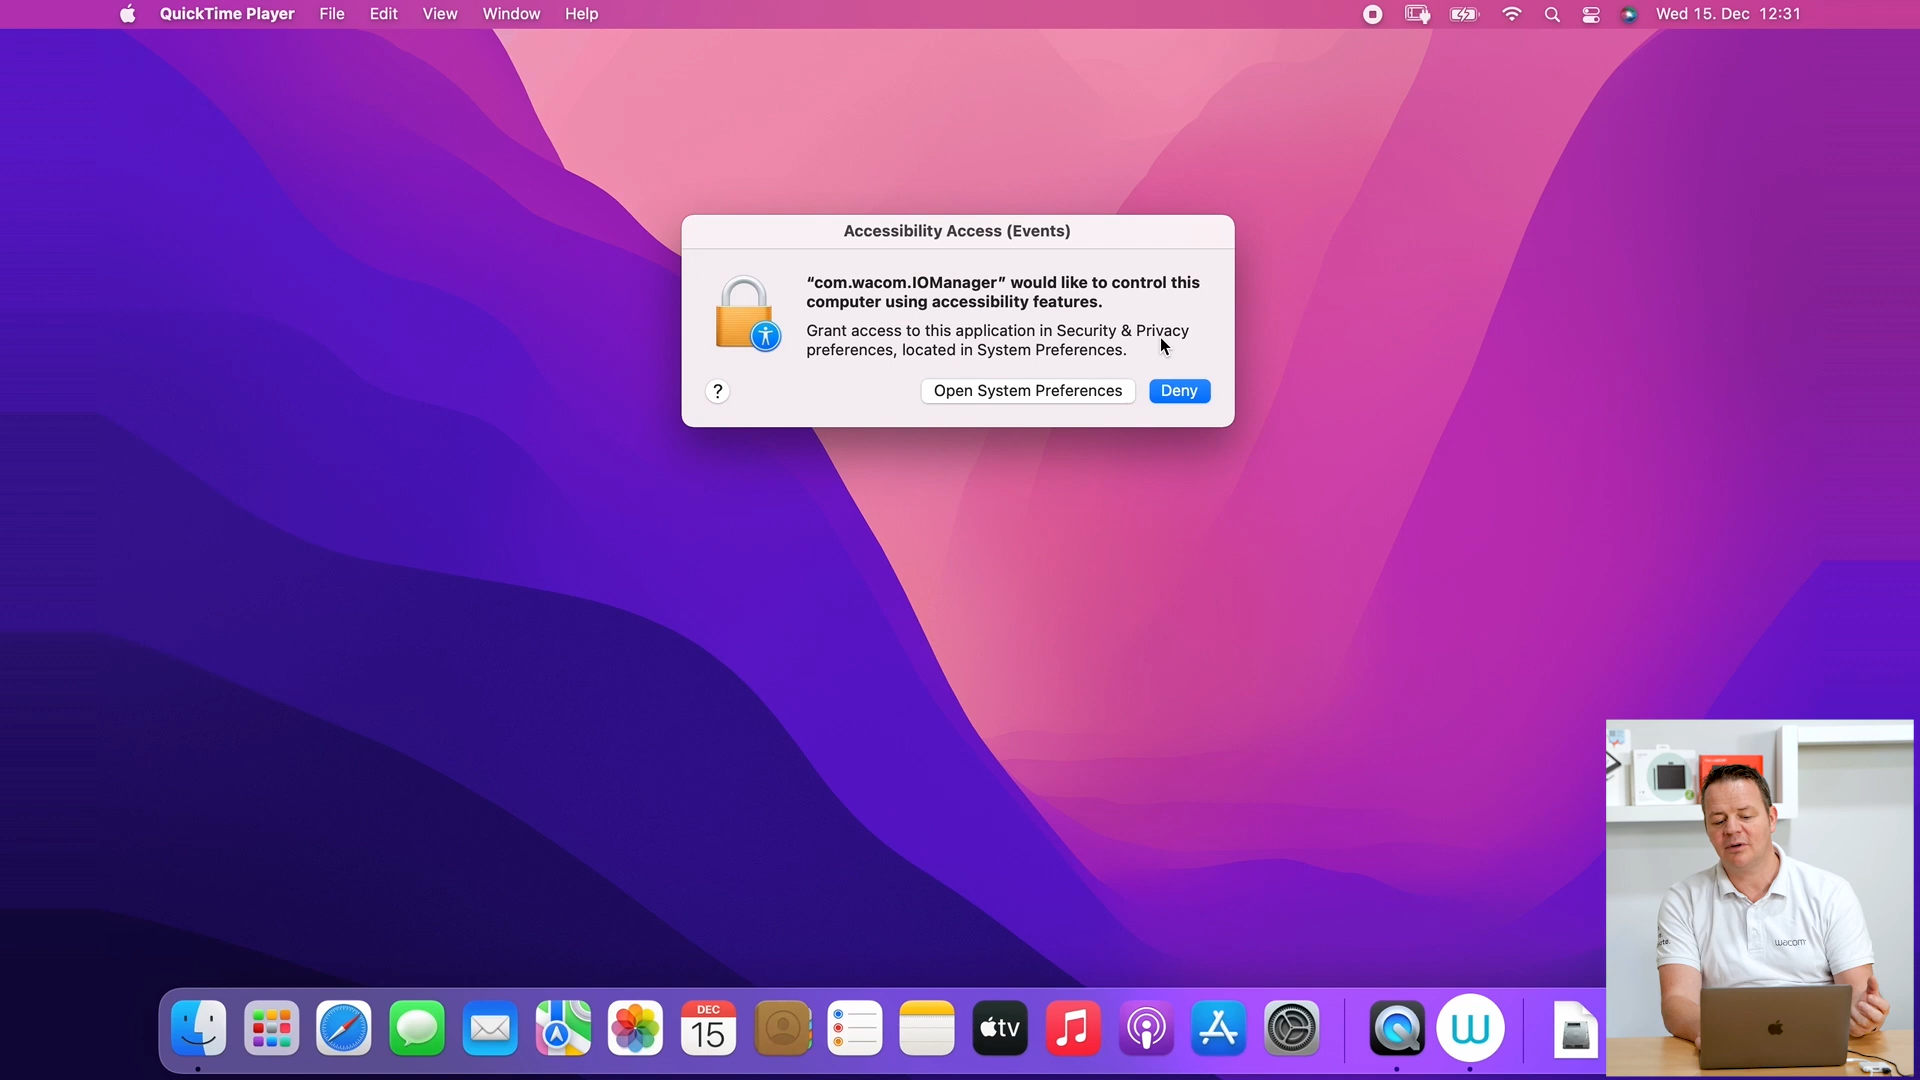 QuickTime Player File Edit View Window Help Wed 15. Dec 12:31
Accessibility Access (Events)
“com.wacom.IOManager” would like to control this
computer using accessibility features.
Grant access to this application in Security & Privacy
preferences, located in System Preferences.
? Open System Preferences Deny
wacom
DEC
15
tv